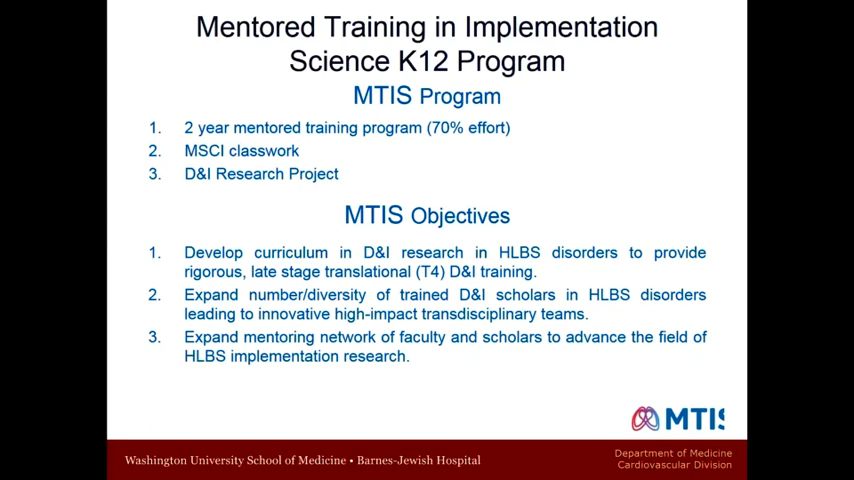 Mentored Training in Implementation
Science K12 Program
MTIS Program
1. 2 year mentored training program (70% effort)
2. MSCI classwork
3. D&I Research Project
MTIS Objectives
1. Develop curriculum in D&I research in HLBS disorders to provide
rigorous, late stage translational (T4) D&I training.
2. Expand number/diversity of trained D&I scholars in HLBS disorders
leading to innovative high-impact transdisciplinary teams.
3. Expand mentoring network of faculty and scholars to advance the field of
HLBS implementation research.
MTIS
Washington University School of Medicine • Barnes-Jewish Hospital
Department of Medicine
Cardiovascular Division